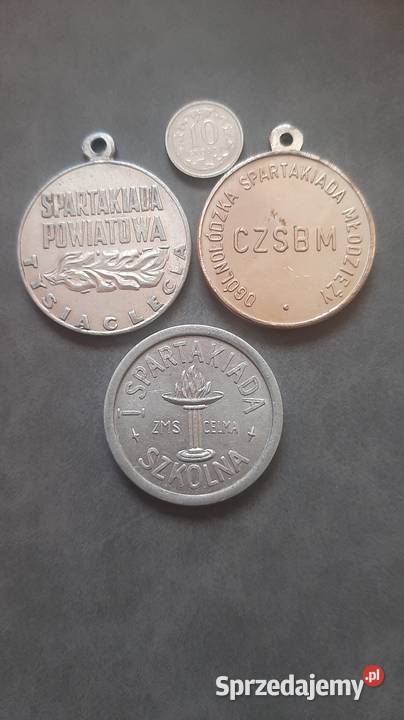 10
SPARTAKIADA
POWIATOWA
TYSIĄCLECIA
OGÓLNOŁÓDZKA SPARTAKIADA MŁODZIEŻY
CZSBM
I SPARTAKIADA
ZMS CELMA
SZKOLNA
Sprzedajemy.pl